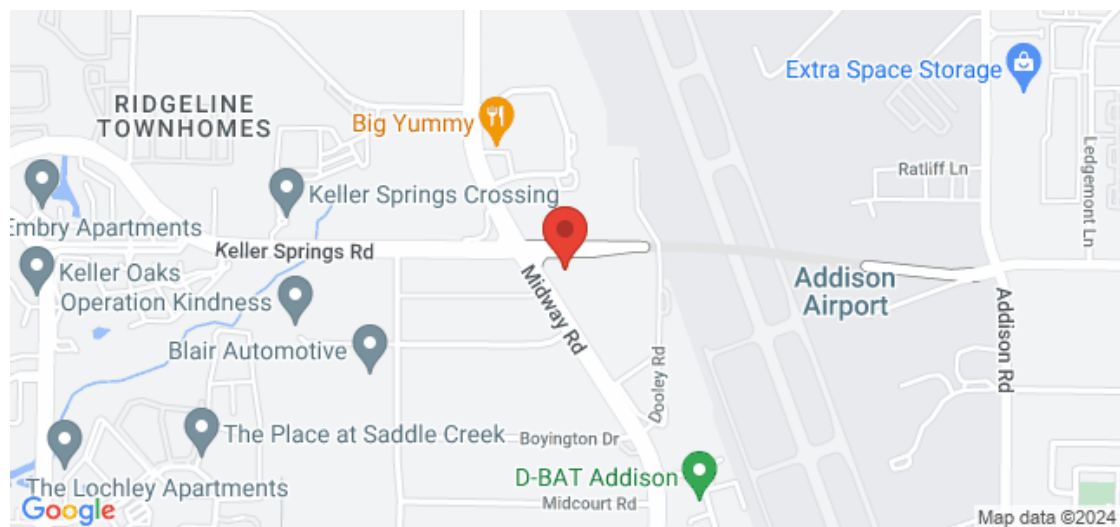 Extra Space Storage
RIDGELINE
TOWNHOMES
Big Yummy
Ratliff Ln
Ledgemont Ln
Keller Springs Crossing
Embry Apartments
Keller Springs Rd
Keller Oaks
Operation Kindness
Midway Rd
Addison
Airport
Addison Rd
Blair Automotive
Dooley Rd
The Place at Saddle Creek
Boyington Dr
D-BAT Addison
The Lochley Apartments
Midcourt Rd
Google
Map data ©2024